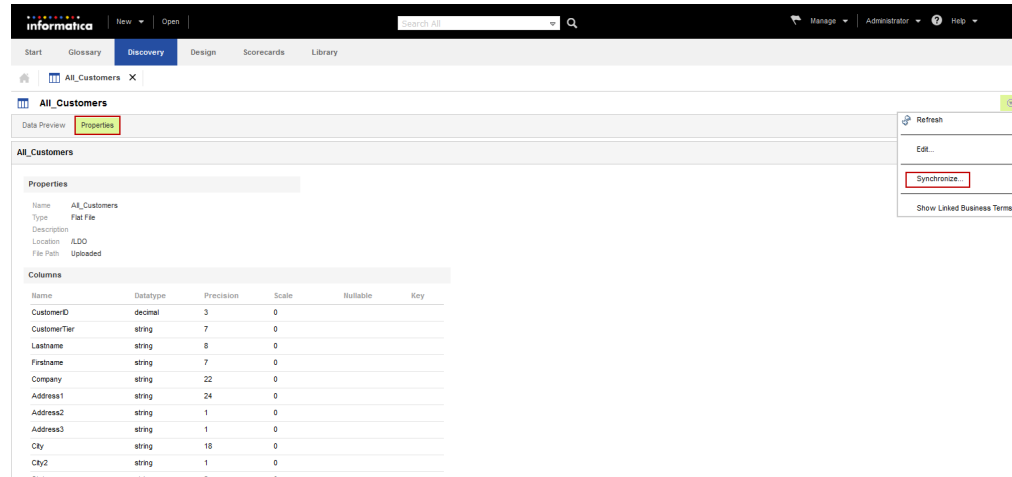 informatica New Open Search All Manage Administrator ? Help
Start Glossary Discovery Design Scorecards Library
All_Customers X
All_Customers
Data Preview Properties
Refresh
Edit...
Synchronize...
Show Linked Business Terms
All_Customers
Properties
Name All_Customers
Type Flat File
Description
Location /LDO
File Path Uploaded
Columns
Name Datatype Precision Scale Nullable Key
CustomerID decimal 3 0
CustomerTier string 7 0
Lastname string 8 0
Firstname string 7 0
Company string 22 0
Address1 string 24 0
Address2 string 1 0
Address3 string 1 0
City string 18 0
City2 string 1 0